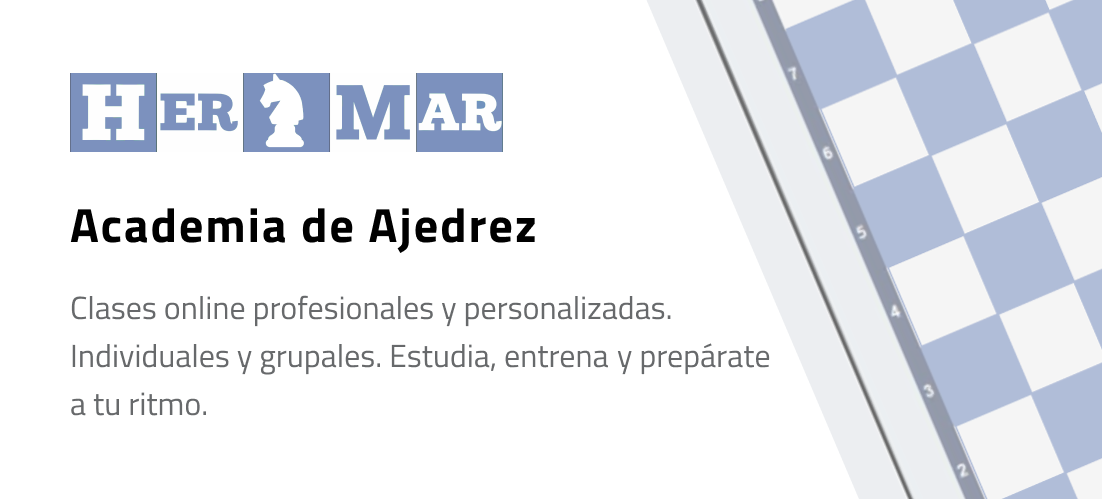 HER MAR
Academia de Ajedrez
Clases online profesionales y personalizadas.
Individuales y grupales. Estudia, entrena y prepárate
a tu ritmo.
7
6
5
4
3
2